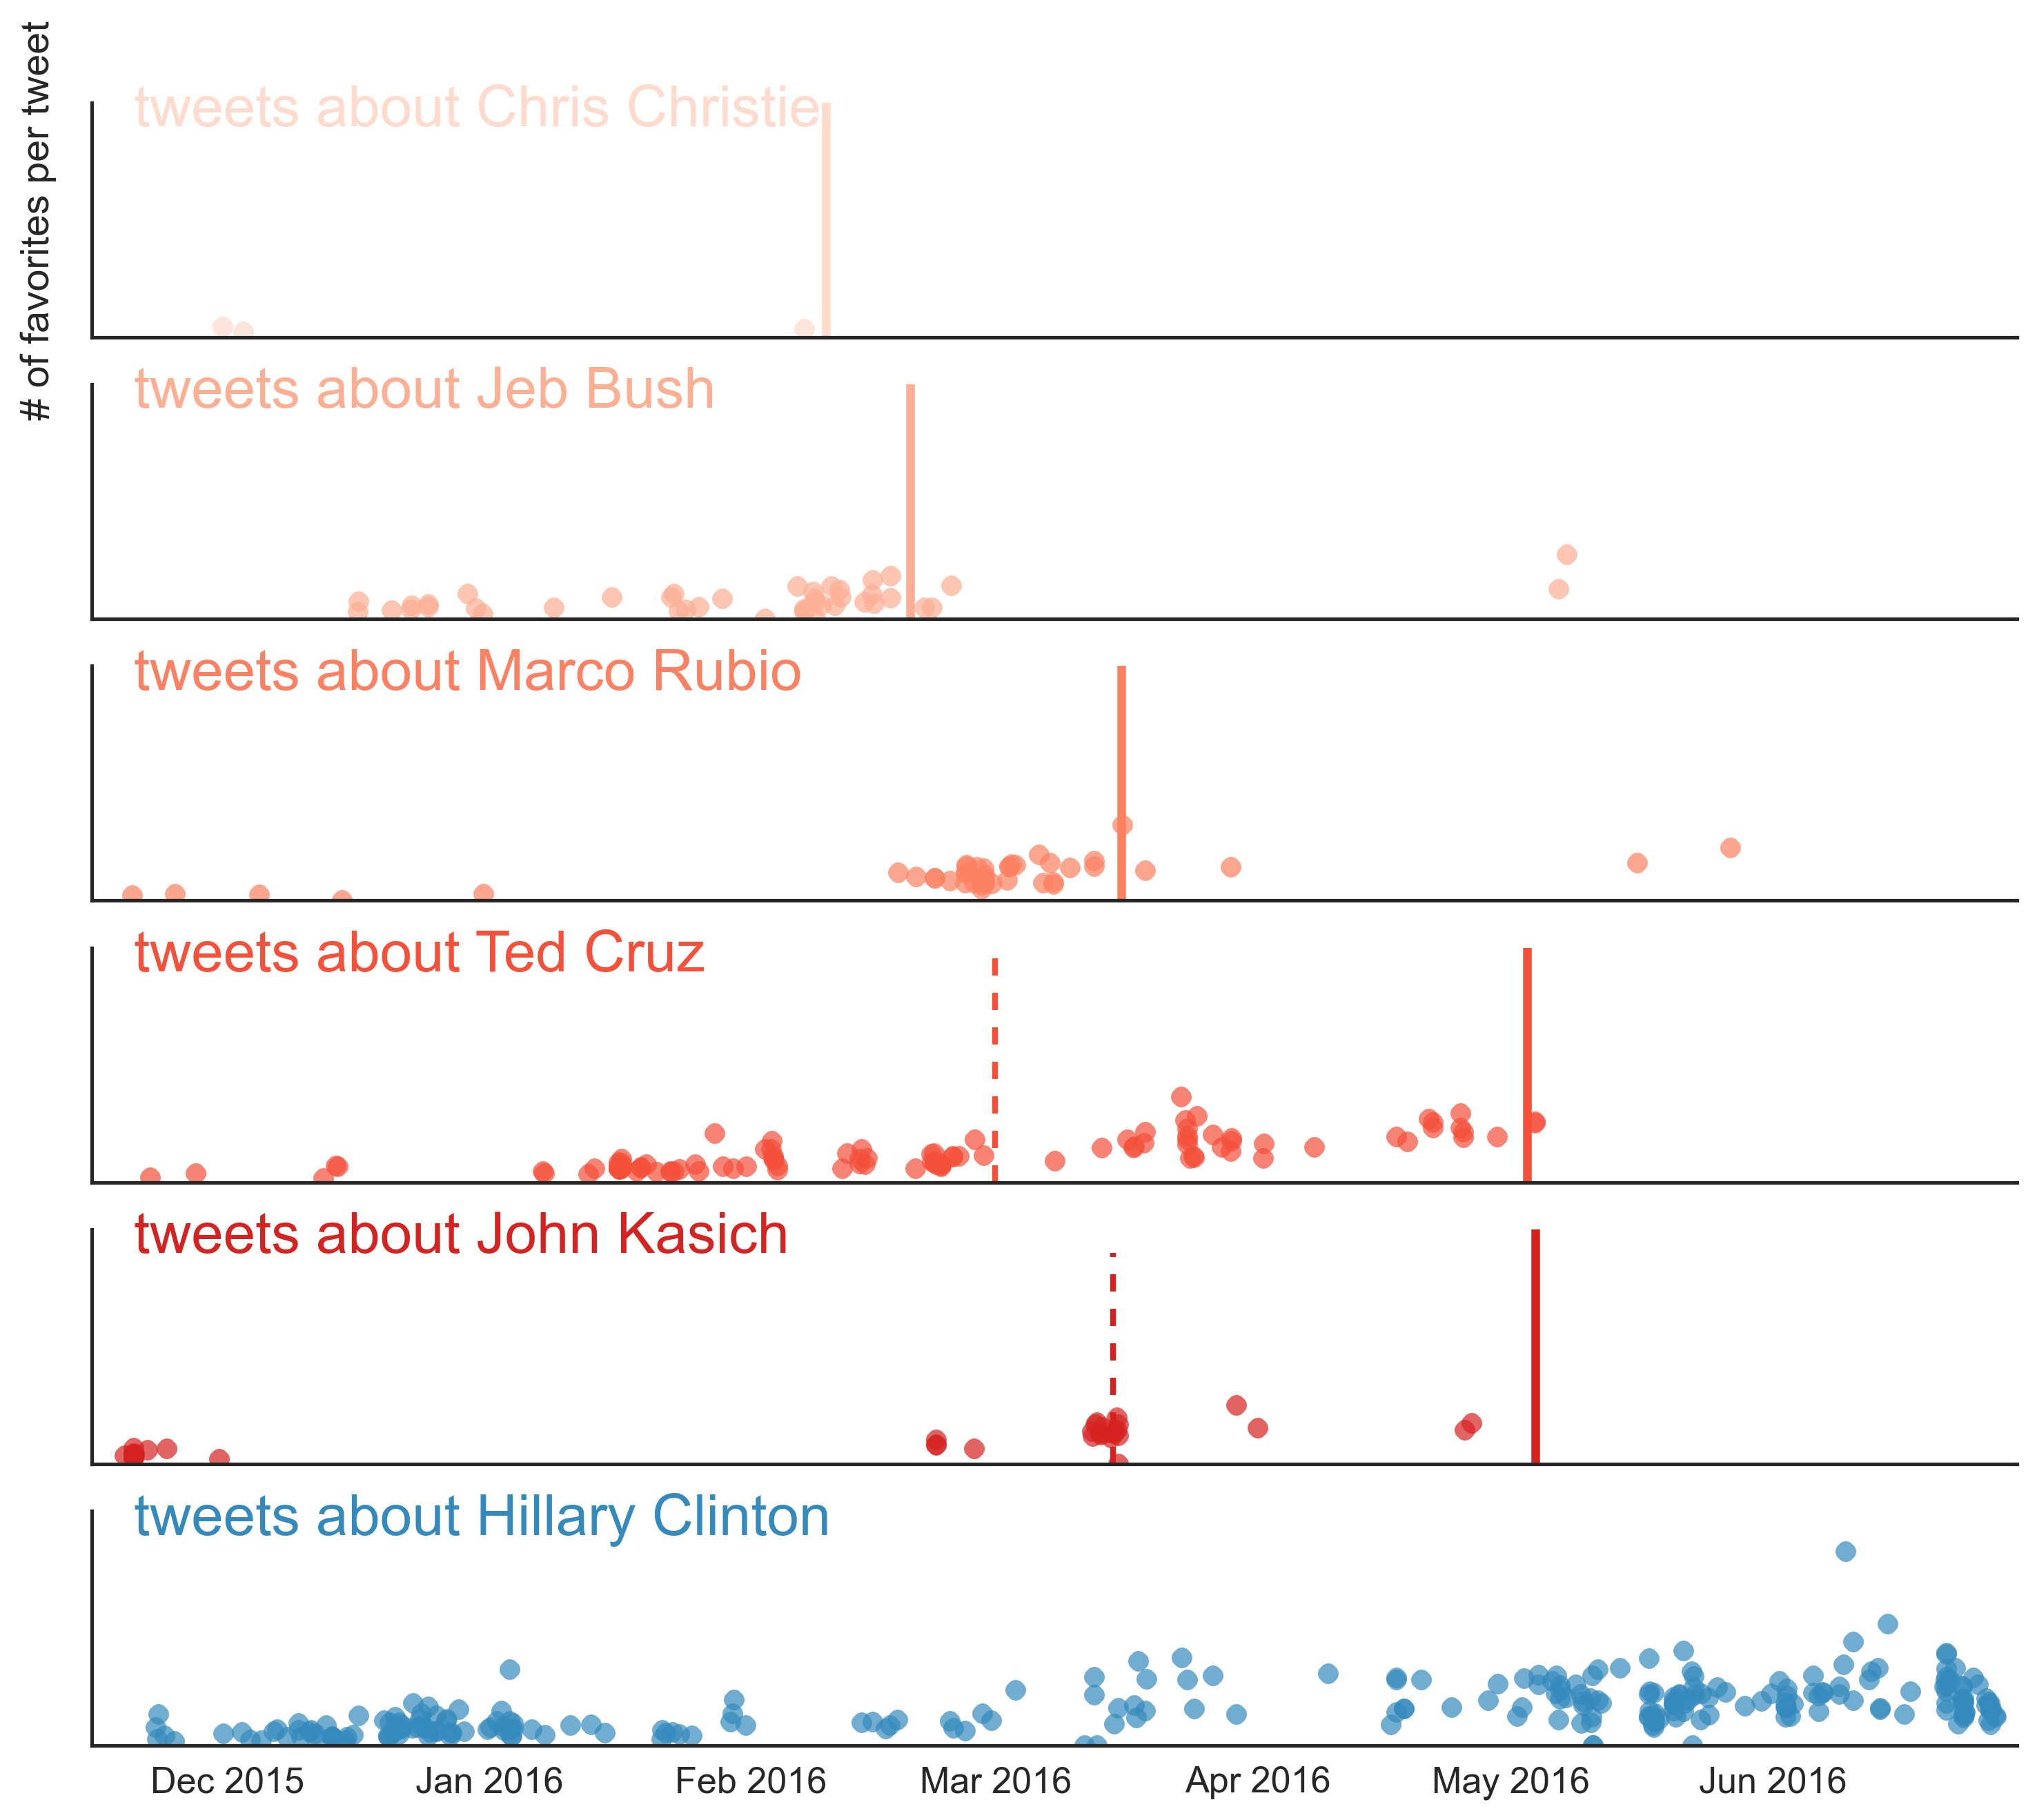 # of favorites per tweet
tweets about Chris Christie
tweets about Jeb Bush
tweets about Marco Rubio
tweets about Ted Cruz
tweets about John Kasich
tweets about Hillary Clinton
Dec 2015 Jan 2016 Feb 2016 Mar 2016 Apr 2016 May 2016 Jun 2016